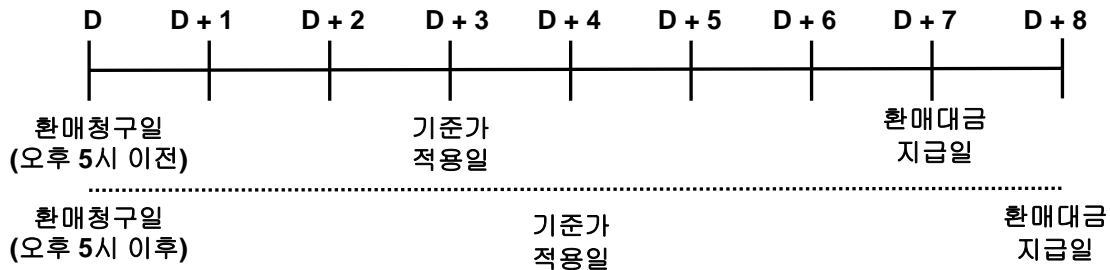 D D + 1 D + 2 D + 3 D + 4 D + 5 D + 6 D + 7 D + 8
환매청구일 기준가 환매대금
(오후 5시 이전) 적용일 지급일
환매청구일 기준가 환매대금
(오후 5시 이후) 적용일 지급일